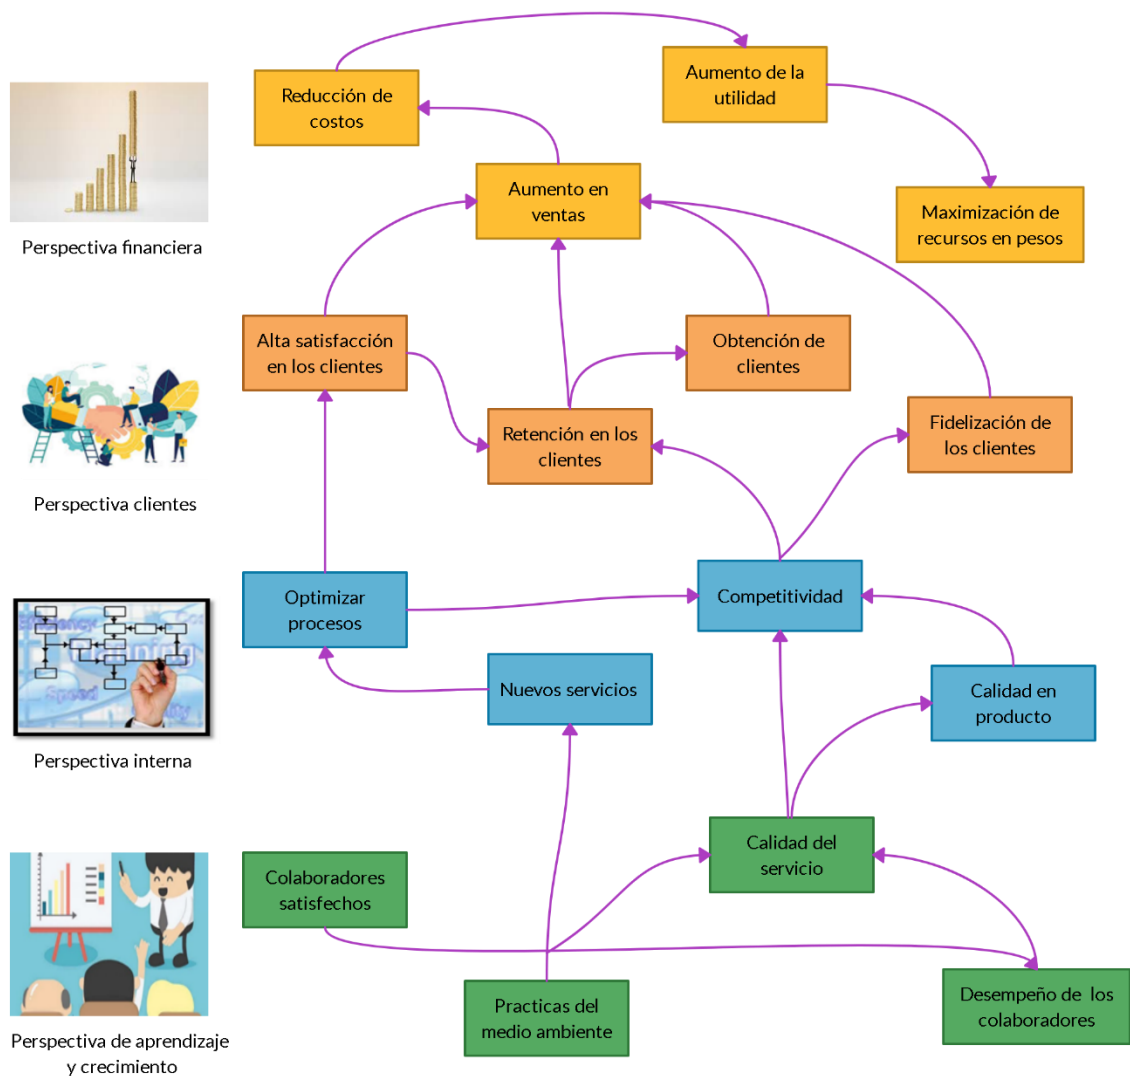 Reducción de
costos
Aumento de la
utilidad
Aumento en
ventas
Maximización de
recursos en pesos
Perspectiva financiera
Alta satisfacción
en los clientes
Obtención de
clientes
Retención en los
clientes
Fidelización de
los clientes
Perspectiva clientes
Optimizar
procesos
Competitividad
Nuevos servicios
Calidad en
producto
Efficiency
Planning
Speed
Perspectiva interna
Calidad del
servicio
Colaboradores
satisfechos
Practicas del
medio ambiente
Desempeño de los
colaboradores
Perspectiva de aprendizaje
y crecimiento